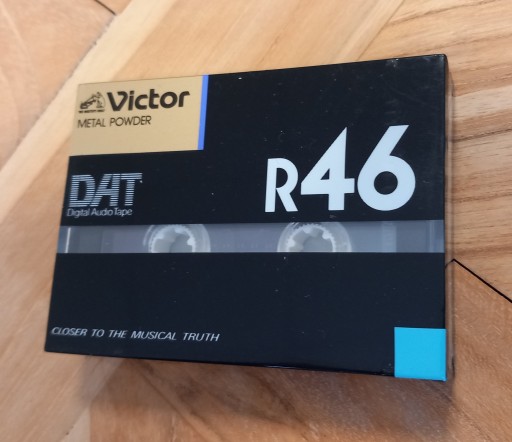 Victor
METAL POWDER
DAT
Digital Audio Tape
R46
CLOSER TO THE MUSICAL TRUTH